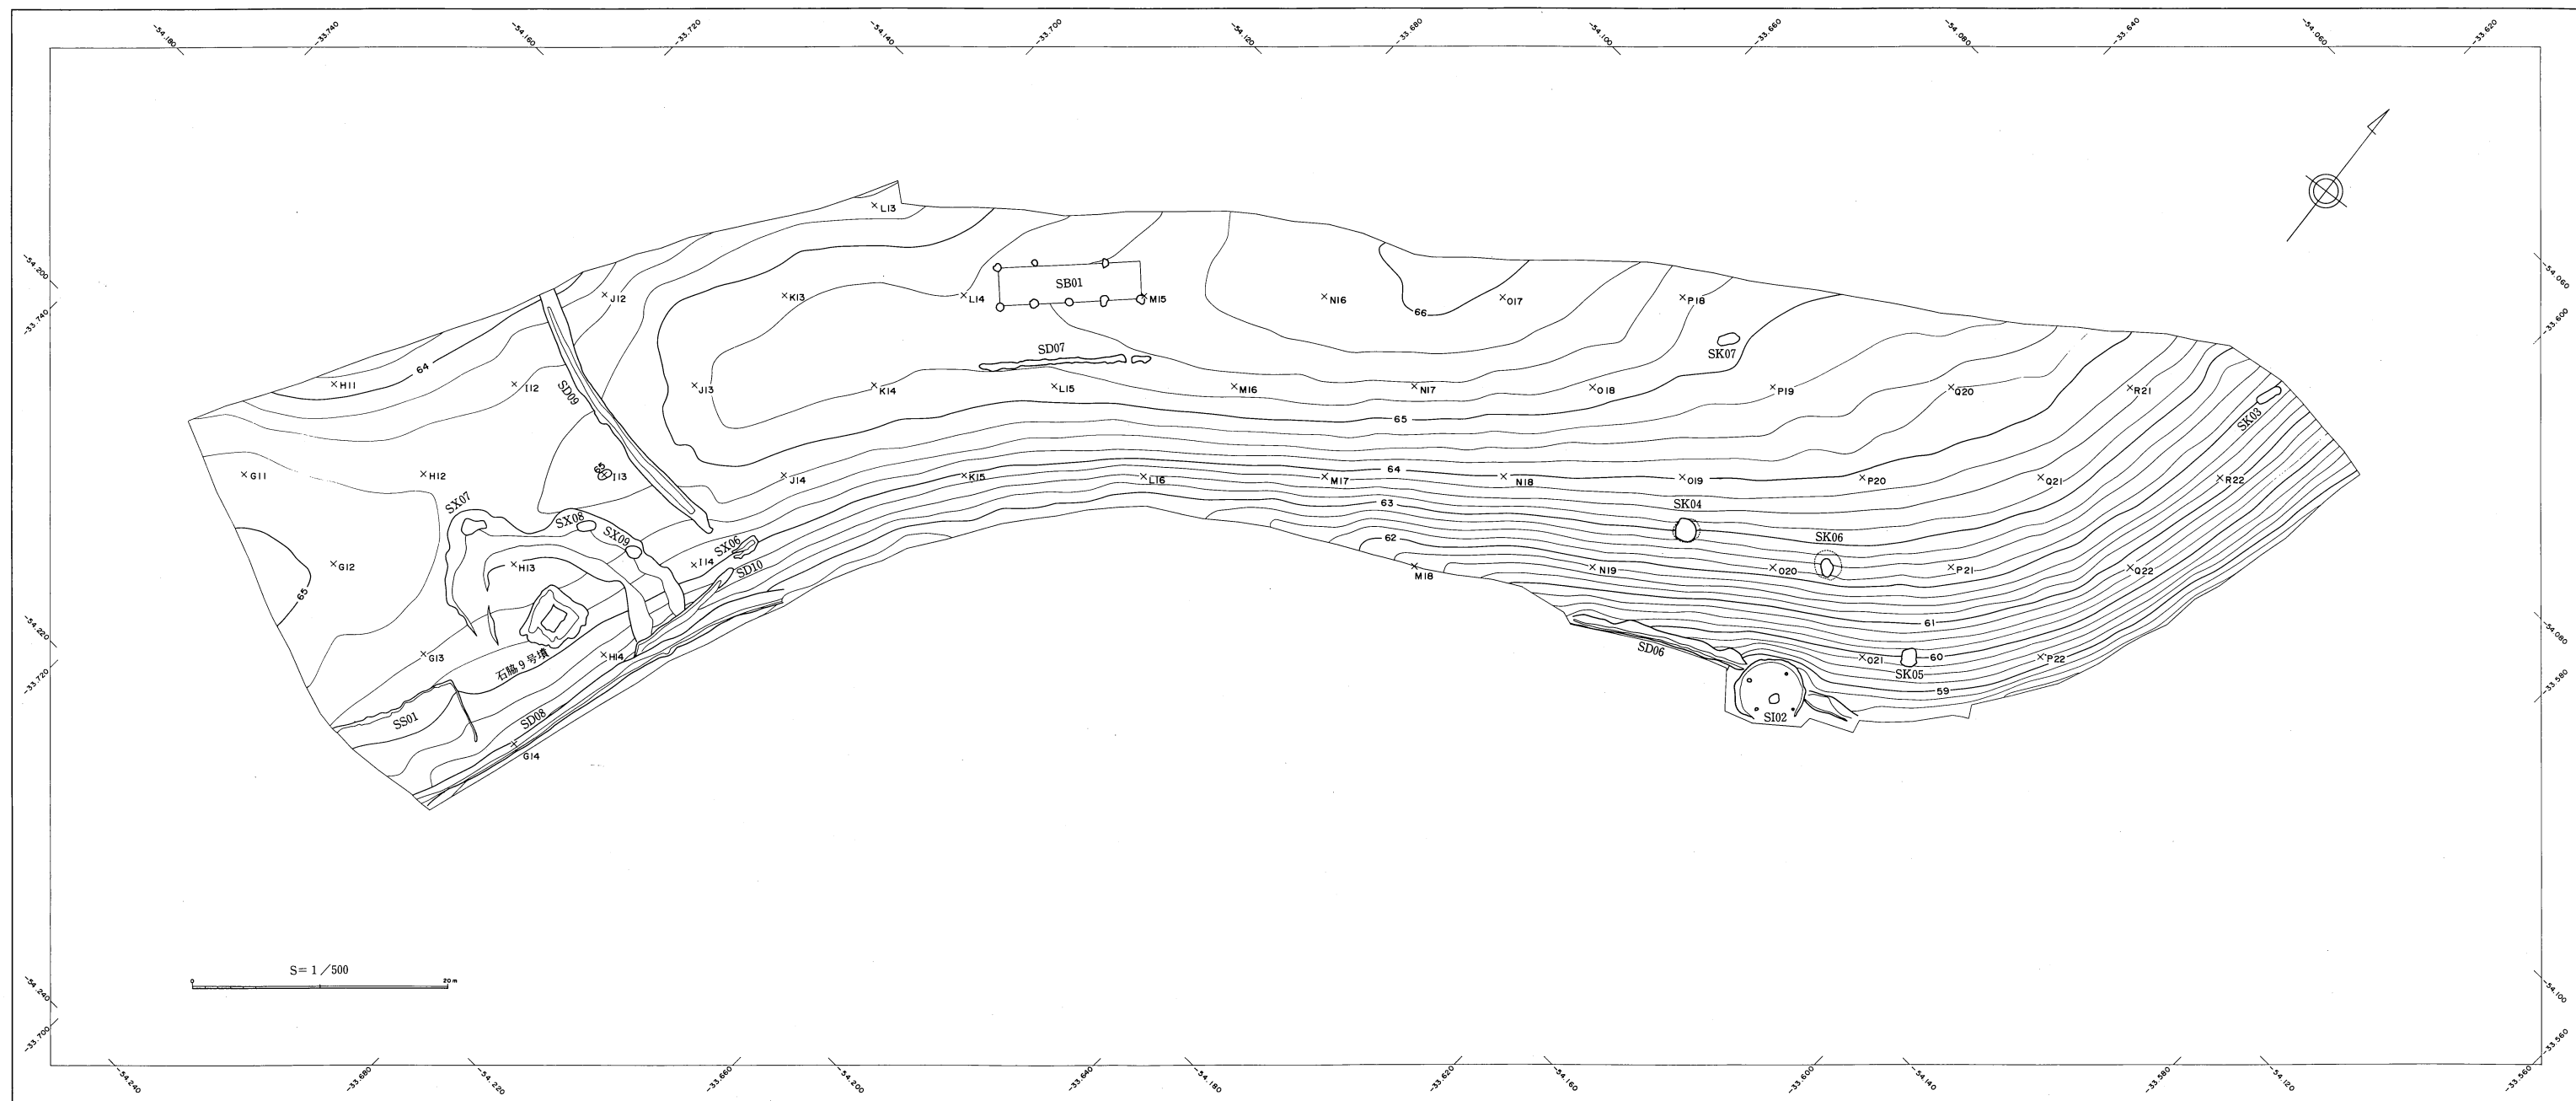 -54.180
-33.740
-54.160
-33.720
-54.140
-33.700
-54.120
-33.680
-54.100
-33.660
-54.080
-33.640
-54.060
-33.620
-54.200
-33.740
-54.220
-33.720
-54.240
-33.700
-54.060
-33.600
-54.080
-33.580
-54.100
-33.560
L13
J12
K13
L14
SB01
M15
N16
66
O17
P18
SK07
SD07
H11
64
I12
SD09
J13
K14
L15
M16
N17
O18
P19
Q20
R21
SK03
65
G11
H12
65
I13
J14
K15
L16
M17
64
N18
O19
P20
Q21
R22
SX07
SX08
SX09
SX06
SD10
63
SK04
SK06
62
G12
H13
I14
M18
N19
O20
P21
Q22
65
61
G13
石脇9号墳
H14
SD06
O21
60
P22
SK05
59
SS01
SD08
SI02
G14
S=1/500
0
20m
-54.240
-33.680
-54.220
-33.660
-54.200
-33.640
-54.180
-33.620
-54.160
-33.600
-54.140
-33.580
-54.120
-33.560